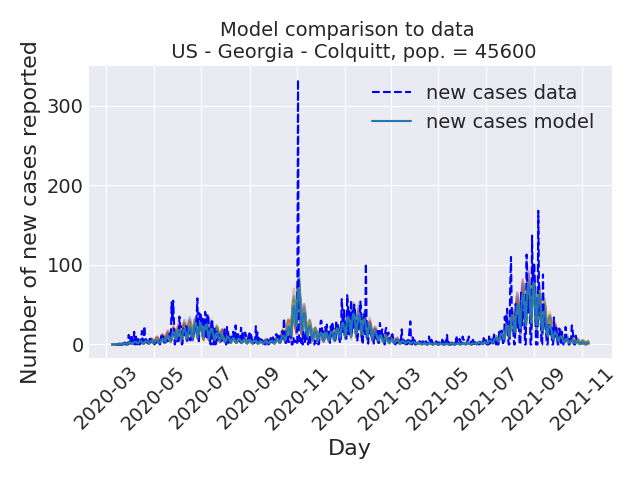 Model comparison to data
US - Georgia - Colquitt, pop. = 45600
Number of new cases reported
300
200
100
0
new cases data
new cases model
2020-03
2020-05
2020-07
2020-09
2020-11
2021-01
2021-03
2021-05
2021-07
2021-09
2021-11
Day